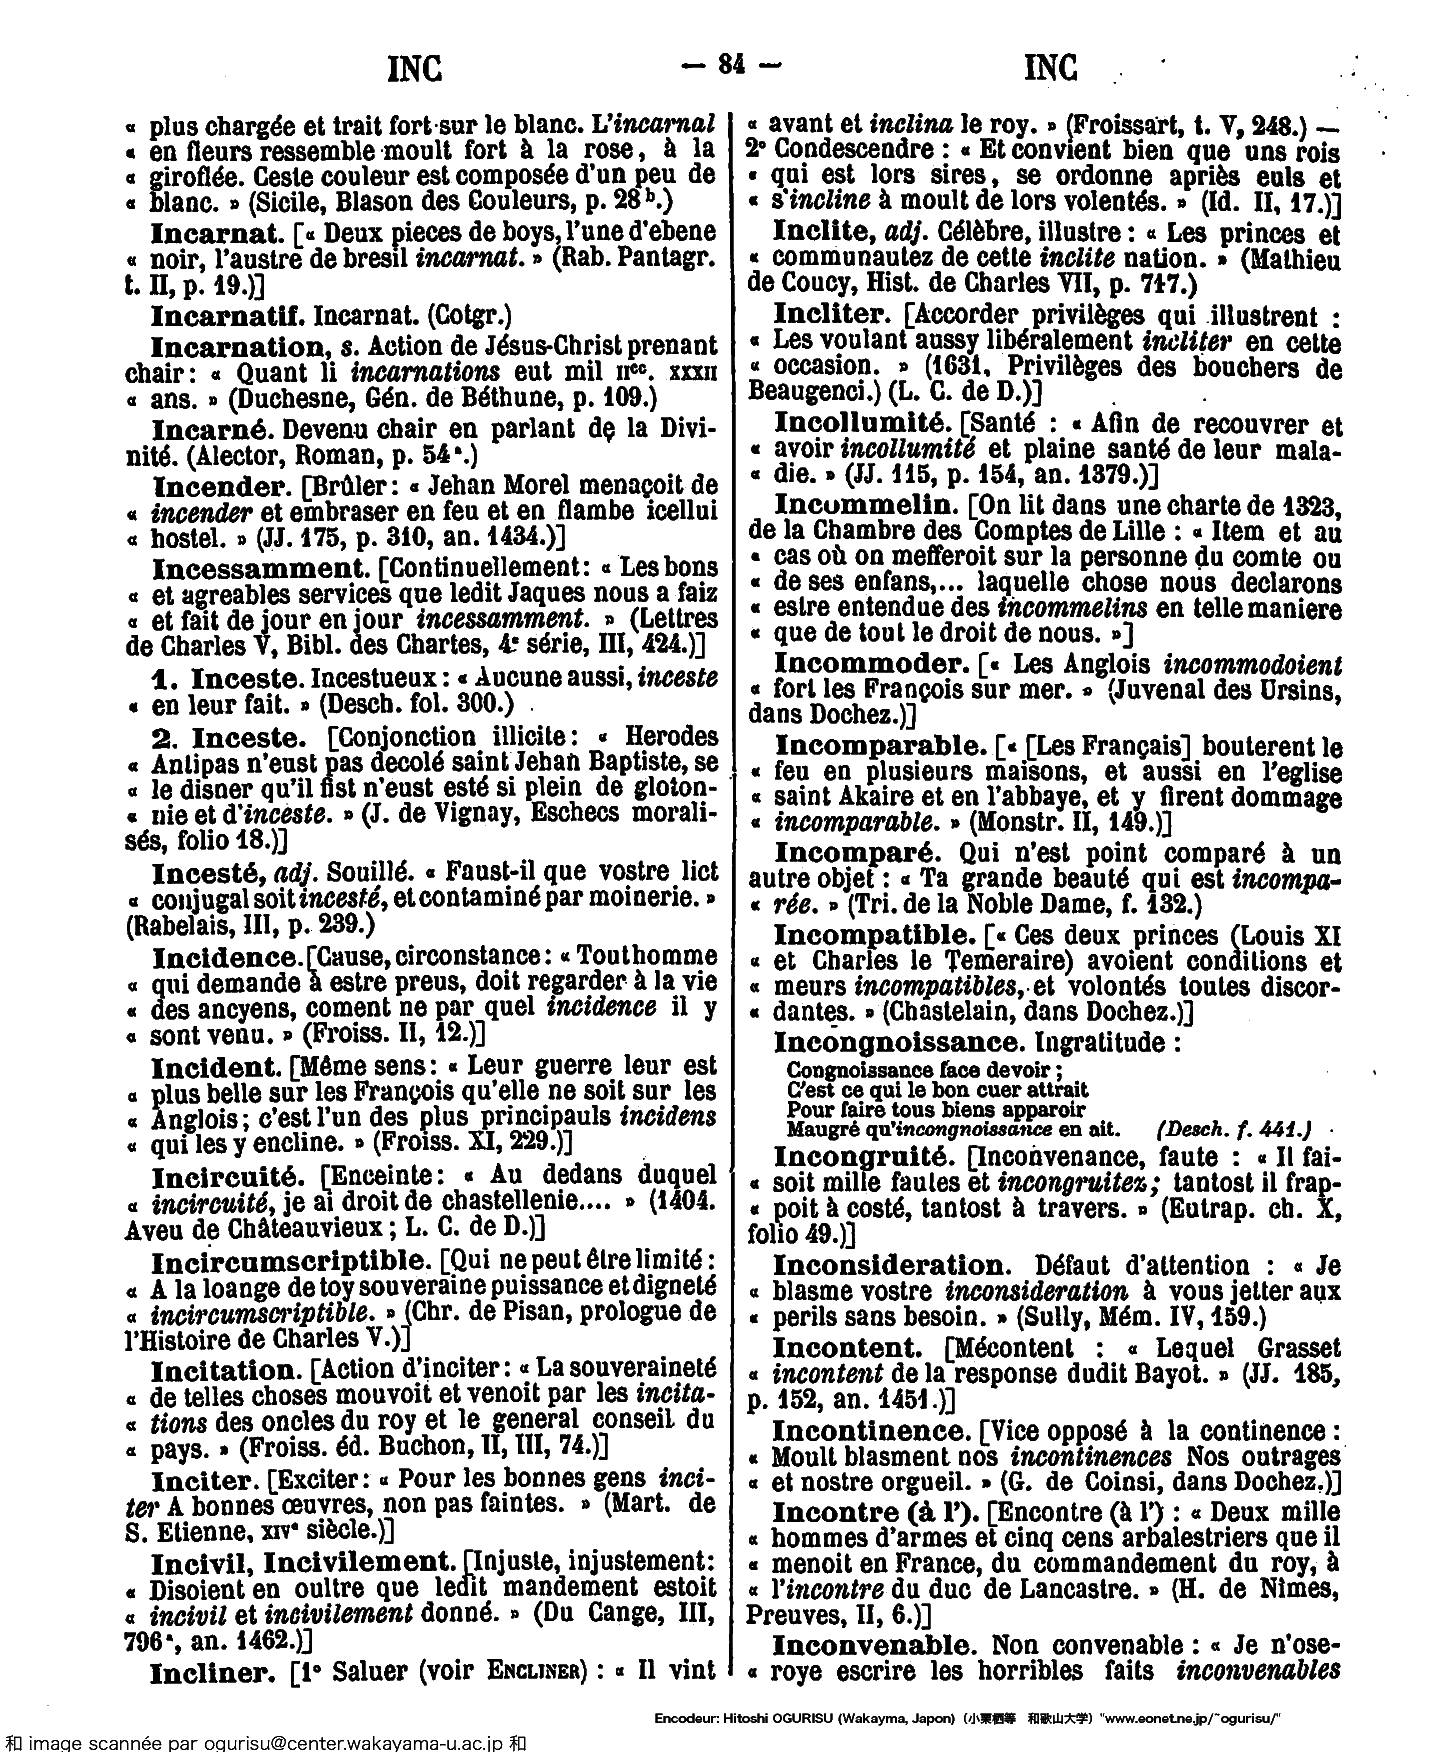 INC — 84 — INC
« plus chargée et trait fort sur le blanc. L'incarnal
« en fleurs ressemble moult fort à la rose, à la
« giroflée. Ceste couleur est composée d'un peu de
« blanc. » (Sicile, Blason des Couleurs, p. 28ᵇ.)
Incarnat. [« Deux pieces de boys, l'une d'ebene
« noir, l'austre de bresil incarnat. » (Rab. Pantagr.
t. II, p. 19.)]
Incarnatif. Incarnat. (Cotgr.)
Incarnation, s. Action de Jésus-Christ prenant
chair : « Quant li incarnations eut mil IIᶜᶜ. XXXII
« ans. » (Duchesne, Gén. de Béthune, p. 109.)
Incarné. Devenu chair en parlant de la Divi-
nité. (Alector, Roman, p. 54ᵃ.)
Incender. [Brûler : « Jehan Morel menaçoit de
« incender et embraser en feu et en flambe icellui
« hostel. » (JJ. 175, p. 310, an. 1434.)]
Incessamment. [Continuellement : « Les bons
« et agreables services que ledit Jaques nous a faiz
« et fait de jour en jour incessamment. » (Lettres
de Charles V, Bibl. des Chartes, 4ᵉ série, III, 424.)]
1. Inceste. Incestueux : « Aucune aussi, inceste
« en leur fait. » (Desch. fol. 300.)
2. Inceste. [Conjonction illicite : « Herodes
« Antipas n'eust pas decolé saint Jehan Baptiste, se
« le disner qu'il fist n'eust esté si plein de gloton-
« nie et d'inceste. » (J. de Vignay, Eschecs morali-
sés, folio 18.)]
Incesté, adj. Souillé. « Faust-il que vostre lict
« conjugal soit incesté, et contaminé par moinerie. »
(Rabelais, III, p. 239.)
Incidence. [Cause, circonstance : « Tout homme
« qui demande à estre preus, doit regarder à la vie
« des ancyens, coment ne par quel incidence il y
« sont venu. » (Froiss. II, 12.)]
Incident. [Même sens : « Leur guerre leur est
« plus belle sur les François qu'elle ne soit sur les
« Anglois ; c'est l'un des plus principauls incidens
« qui les y encline. » (Froiss. XI, 229.)]
Incircuité. [Enceinte : « Au dedans duquel
« incircuité, je ai droit de chastellenie.... » (1404.
Aveu de Châteauvieux ; L. C. de D.)]
Incircumscriptible. [Qui ne peut être limité :
« A la loange de toy souveraine puissance et digneté
« incircumscriptible. » (Chr. de Pisan, prologue de
l'Histoire de Charles V.)]
Incitation. [Action d'inciter : « La souveraineté
« de telles choses mouvoit et venoit par les incita-
« tions des oncles du roy et le general conseil du
« pays. » (Froiss. éd. Buchon, II, III, 74.)]
Inciter. [Exciter : « Pour les bonnes gens inci-
ter A bonnes œuvres, non pas faintes. » (Mart. de
S. Etienne, XIVᵉ siècle.)]
Incivil, Incivilement. [Injuste, injustement :
« Disoient en oultre que ledit mandement estoit
« incivil et incivilement donné. » (Du Cange, III,
796ᵃ, an. 1462.)]
Incliner. [1° Saluer (voir ENCLINER) : « Il vint
« avant et inclina le roy. » (Froissart, t. V, 248.) —
2° Condescendre : « Et convient bien que uns rois
« qui est lors sires, se ordonne apriès euls et
« s'incline à moult de lors volentés. » (Id. II, 17.)]
Inclite, adj. Célèbre, illustre : « Les princes et
« communautez de cette inclite nation. » (Mathieu
de Coucy, Hist. de Charles VII, p. 717.)
Incliter. [Accorder privilèges qui illustrent :
« Les voulant aussy libéralement incliter en cette
« occasion. » (1631, Privilèges des bouchers de
Beaugenci.) (L. C. de D.)]
Incollumité. [Santé : « Afin de recouvrer et
« avoir incollumité et plaine santé de leur mala-
« die. » (JJ. 115, p. 154, an. 1379.)]
Incommelin. [On lit dans une charte de 1323,
de la Chambre des Comptes de Lille : « Item et au
« cas où on mefferoit sur la personne du comte ou
« de ses enfans,... laquelle chose nous declarons
« estre entendue des incommelins en telle maniere
« que de tout le droit de nous. »]
Incommoder. [« Les Anglois incommodoient
« fort les François sur mer. » (Juvenal des Ursins,
dans Dochez.)]
Incomparable. [« [Les Français] bouterent le
« feu en plusieurs maisons, et aussi en l'eglise
« saint Akaire et en l'abbaye, et y firent dommage
« incomparable. » (Monstr. II, 149.)]
Incomparé. Qui n'est point comparé à un
autre objet : « Ta grande beauté qui est incompa-
« rée. » (Tri. de la Noble Dame, f. 132.)
Incompatible. [« Ces deux princes (Louis XI
« et Charles le Temeraire) avoient conditions et
« meurs incompatibles, et volontés toutes discor-
« dantes. » (Chastelain, dans Dochez.)]
Incongnoissance. Ingratitude :
Congnoissance face devoir ;
C'est ce qui le bon cuer attrait
Pour faire tous biens apparoir
Maugré qu'incongnoissance en ait. (Desch. f. 441.)
Incongruité. [Inconvenance, faute : « Il fai-
« soit mille fautes et incongruitez ; tantost il frap-
« poit à costé, tantost à travers. » (Eutrap. ch. X,
folio 49.)]
Inconsideration. Défaut d'attention : « Je
« blasme vostre inconsideration à vous jetter aux
« perils sans besoin. » (Sully, Mém. IV, 159.)
Incontent. [Mécontent : « Lequel Grasset
« incontent de la response dudit Bayot. » (JJ. 185,
p. 152, an. 1451.)]
Incontinence. [Vice opposé à la continence :
« Moult blasment nos incontinences Nos outrages
« et nostre orgueil. » (G. de Coinsi, dans Dochez.)]
Incontre (à l'). [Encontre (à l') : « Deux mille
« hommes d'armes et cinq cens arbalestriers que il
« menoit en France, du commandement du roy, à
« l'incontre du duc de Lancastre. » (H. de Nîmes,
Preuves, II, 6.)]
Inconvenable. Non convenable : « Je n'ose-
« roye escrire les horribles faits inconvenables
Encodeur: Hitoshi OGURISU (Wakayma, Japon) (小栗栖等 和歌山大学) "www.eonet.ne.jp/~ogurisu/"
和 image scannée par ogurisu@center.wakayama-u.ac.jp 和